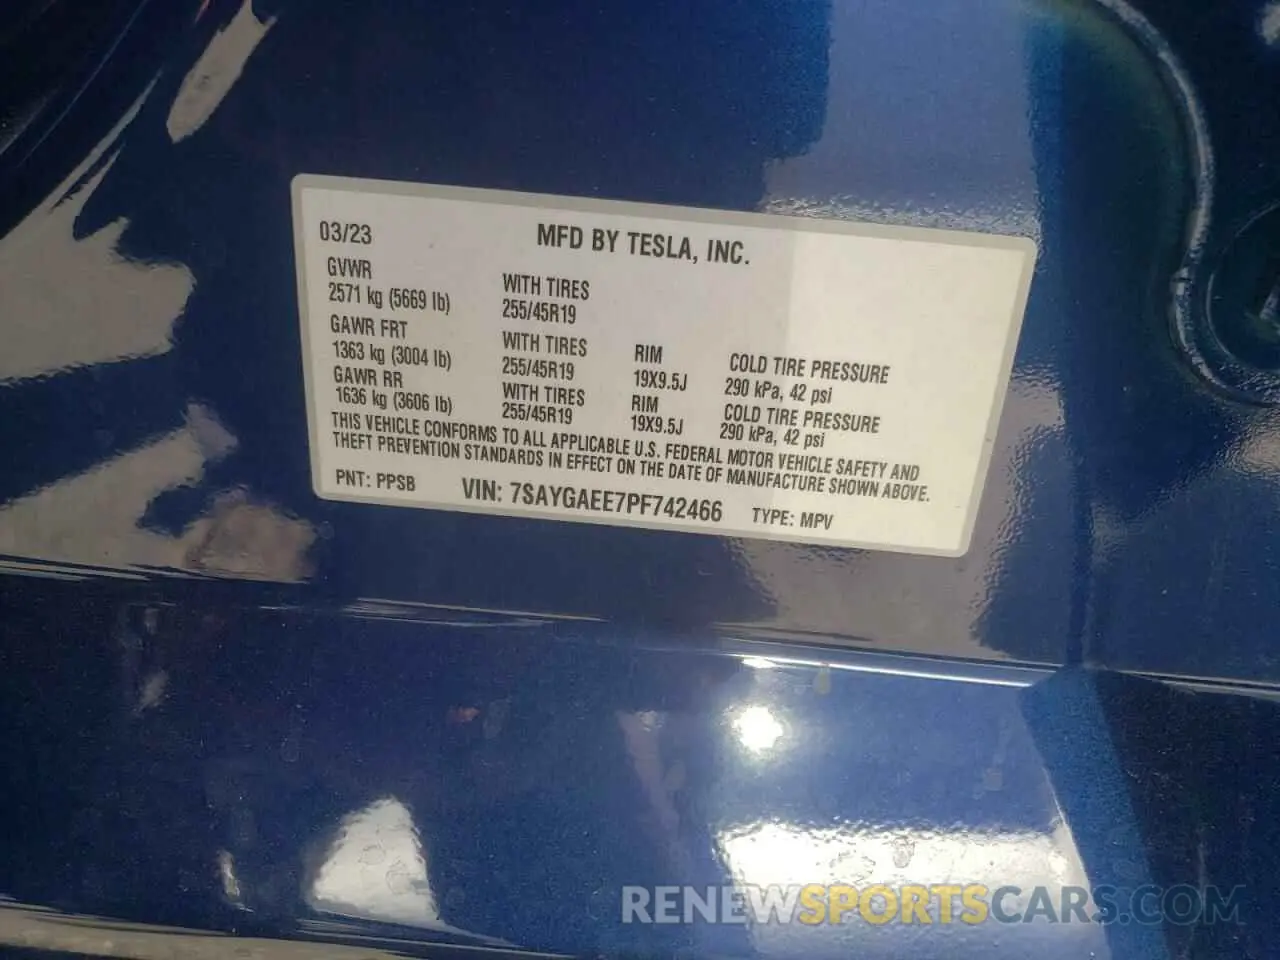 03/23 MFD BY TESLA, INC.
GVWR
2571 kg (5669 lb)
WITH TIRES
255/45R19
GAWR FRT
1363 kg (3004 lb)
WITH TIRES
255/45R19
RIM
19X9.5J
COLD TIRE PRESSURE
290 kPa, 42 psi
GAWR RR
1636 kg (3606 lb)
WITH TIRES
255/45R19
RIM
19X9.5J
COLD TIRE PRESSURE
290 kPa, 42 psi
THIS VEHICLE CONFORMS TO ALL APPLICABLE U.S. FEDERAL MOTOR VEHICLE SAFETY AND
THEFT PREVENTION STANDARDS IN EFFECT ON THE DATE OF MANUFACTURE SHOWN ABOVE.
PNT: PPSB VIN: 7SAYGAEE7PF742466 TYPE: MPV
RENEWSPORTSCARS.COM